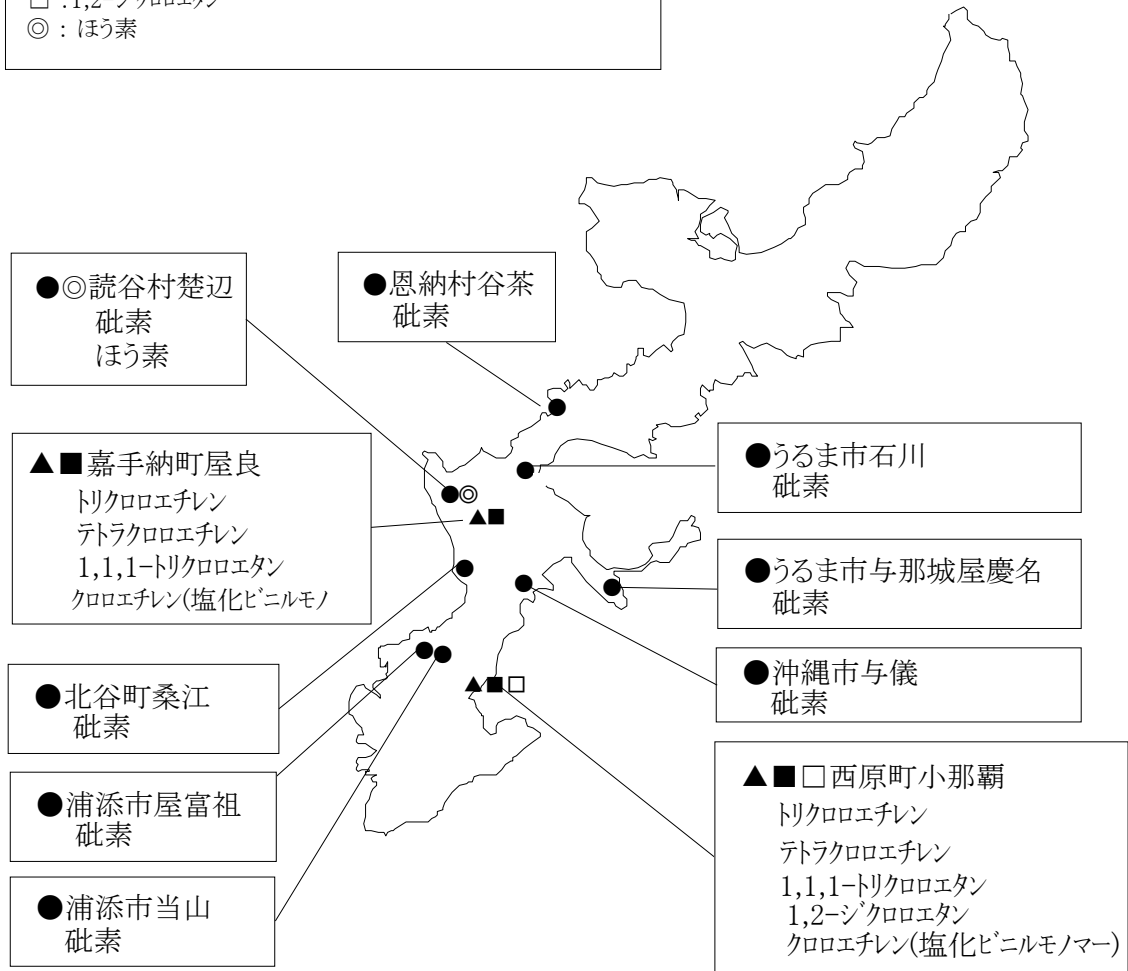 □ :1,2-ジクロロエタン
◎ : ほう素
●◎読谷村楚辺
砒素
ほう素
●恩納村谷茶
砒素
▲■嘉手納町屋良
トリクロロエチレン
テトラクロロエチレン
1,1,1-トリクロロエタン
クロロエチレン(塩化ビニルモノ
●うるま市石川
砒素
●うるま市与那城屋慶名
砒素
●北谷町桑江
砒素
●沖縄市与儀
砒素
●浦添市屋富祖
砒素
▲■□西原町小那覇
トリクロロエチレン
テトラクロロエチレン
1,1,1-トリクロロエタン
1,2-ジクロロエタン
クロロエチレン(塩化ビニルモノマー)
●浦添市当山
砒素